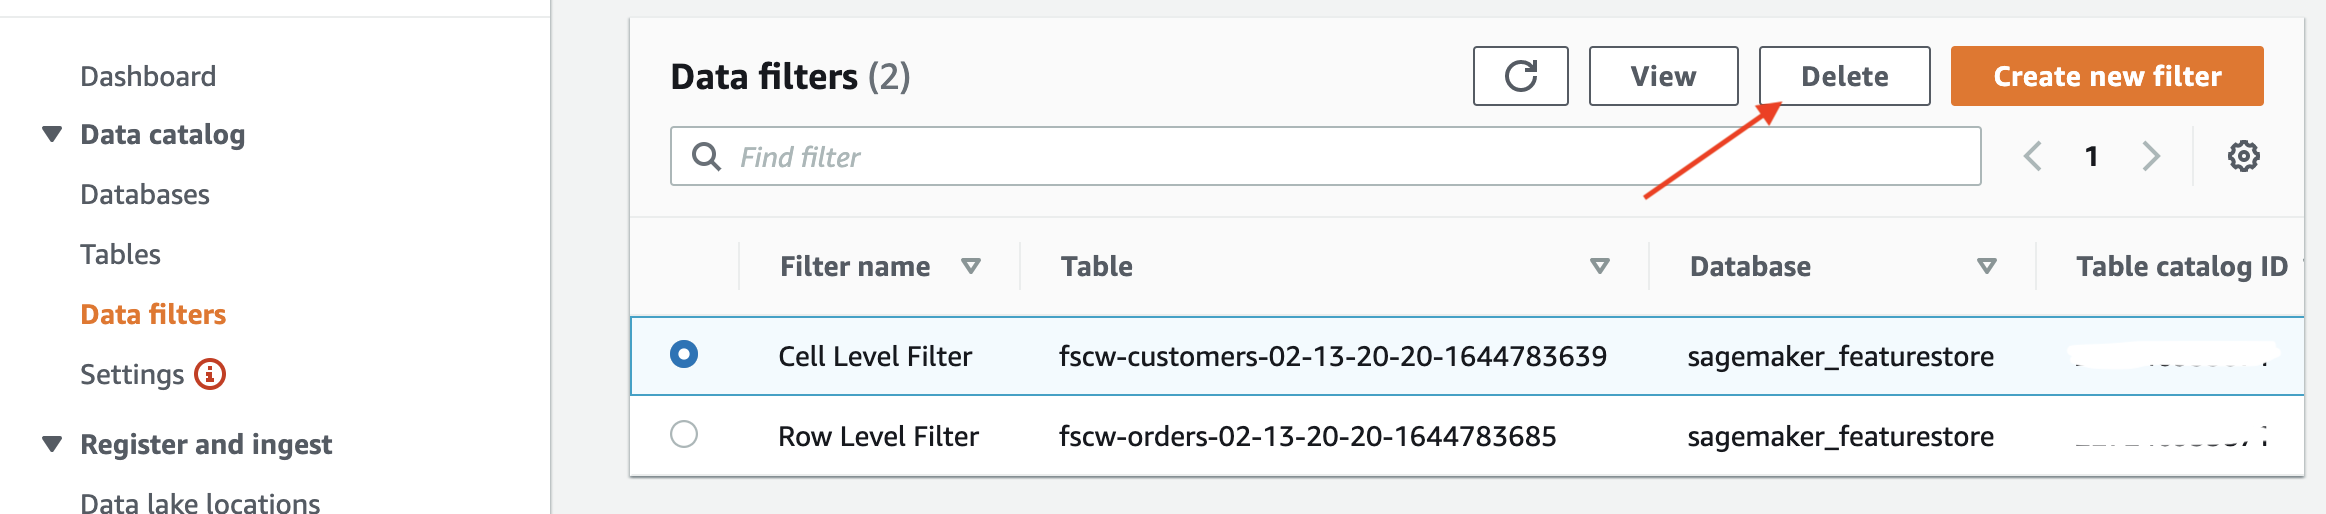 Dashboard
Data catalog
Databases
Tables
Data filters
Settings
Register and ingest
Data lake locations
Data filters (2)
View
Delete
Create new filter
Find filter
1
Filter name
Table
Database
Table catalog ID
Cell Level Filter
fscw-customers-02-13-20-20-1644783639
sagemaker_featurestore
Row Level Filter
fscw-orders-02-13-20-20-1644783685
sagemaker_featurestore